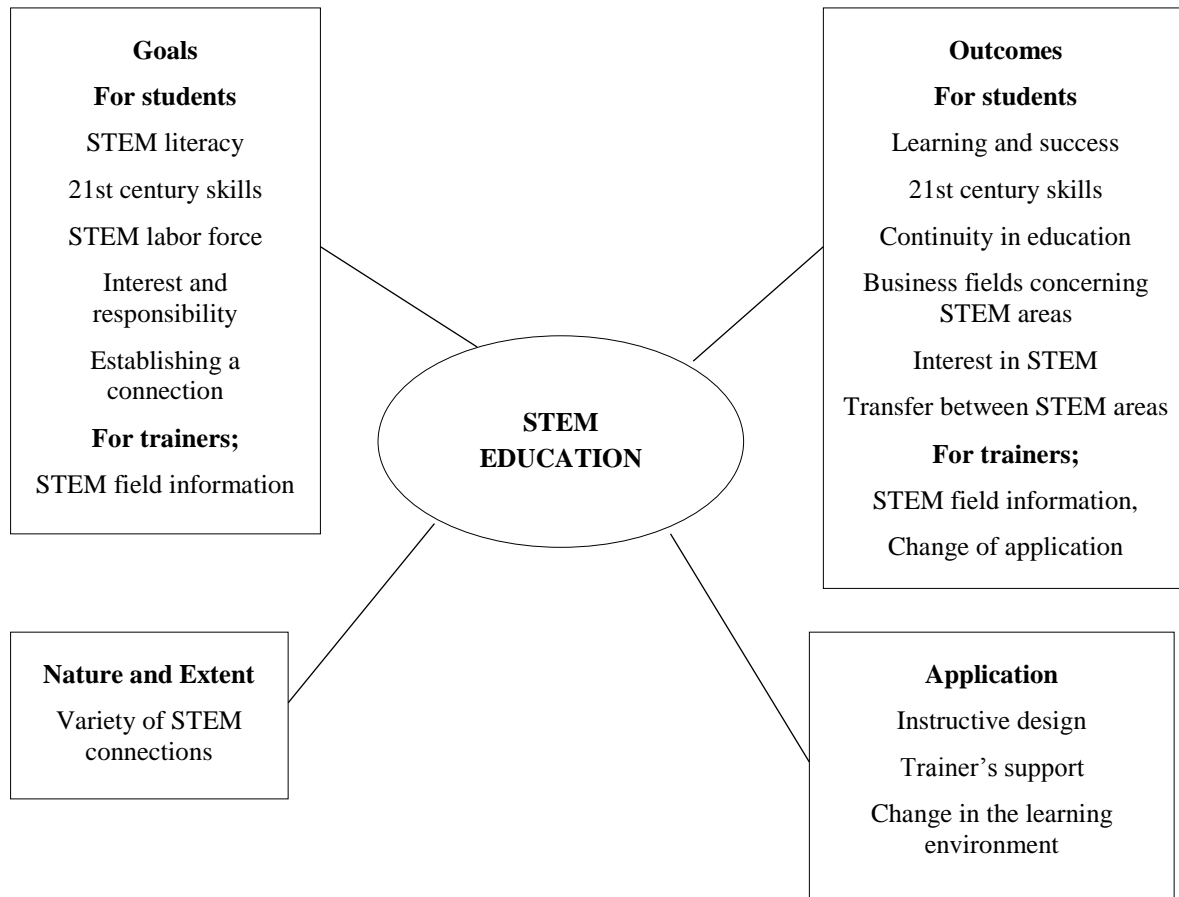 Goals
For students
STEM literacy
21st century skills
STEM labor force
Interest and
responsibility
Establishing a
connection
For trainers;
STEM field information
Outcomes
For students
Learning and success
21st century skills
Continuity in education
Business fields concerning
STEM areas
Interest in STEM
Transfer between STEM areas
For trainers;
STEM field information,
Change of application
STEM
EDUCATION
Nature and Extent
Variety of STEM
connections
Application
Instructive design
Trainer’s support
Change in the learning
environment